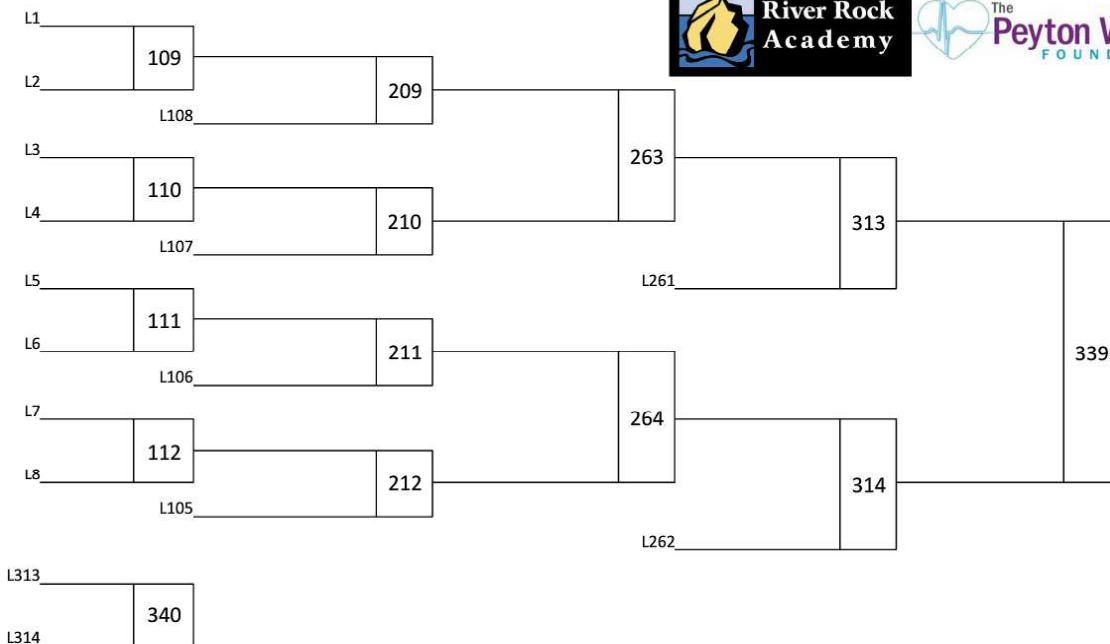 L1
109
L2
209
L108
L3
110
L4
210
L107
263
L5
111
L6
211
L106
L7
112
L8
212
L105
264
313
L261
314
L262
339
L313
340
L314
River Rock
Academy
The
Peyton
FOUND